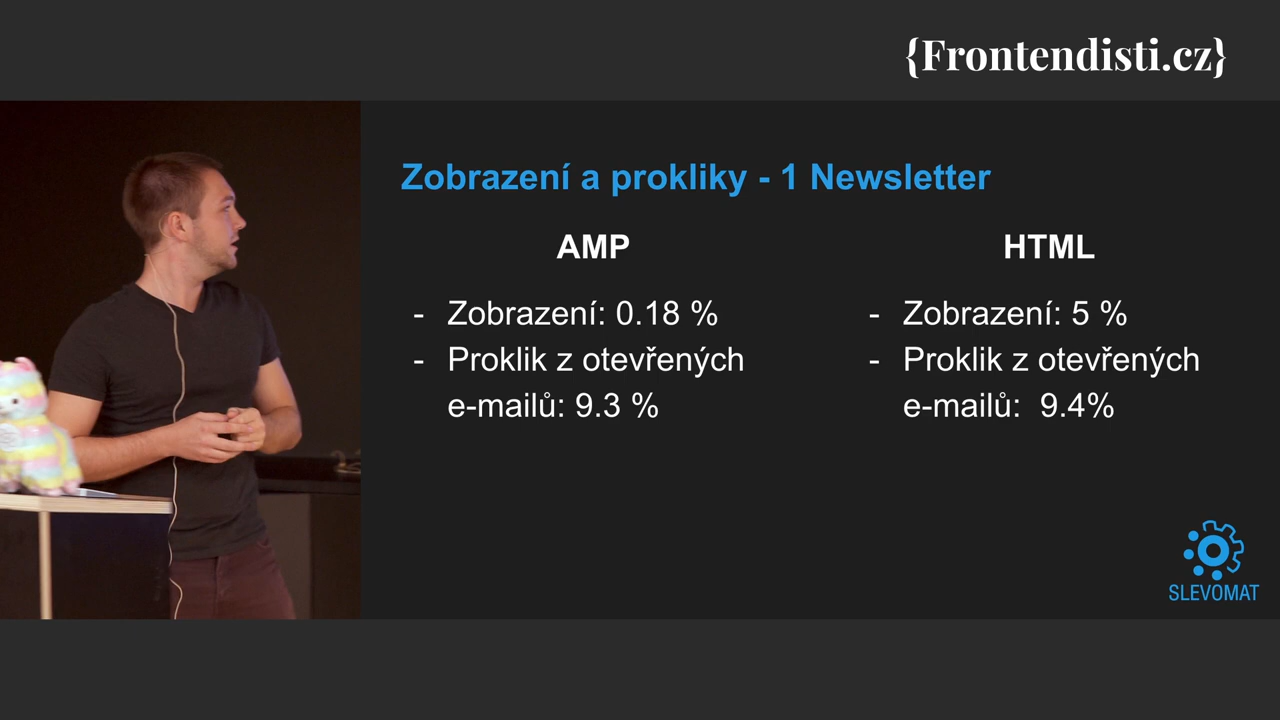 {Frontendisti.cz}
Zobrazení a prokliky - 1 Newsletter
AMP
- Zobrazení: 0.18 %
- Proklik z otevřených
e-mailů: 9.3 %
HTML
- Zobrazení: 5 %
- Proklik z otevřených
e-mailů: 9.4%
SLEVOMAT